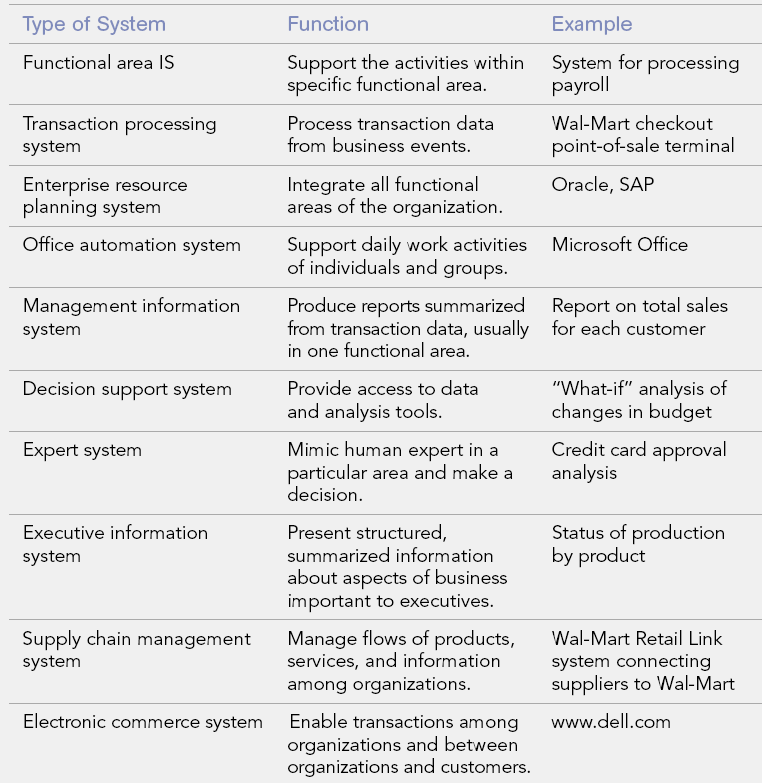 Type of System Function Example
Functional area IS Support the activities within System for processing
specific functional area. payroll
Transaction processing Process transaction data Wal-Mart checkout
system from business events. point-of-sale terminal
Enterprise resource Integrate all functional Oracle, SAP
planning system areas of the organization.
Office automation system Support daily work activities Microsoft Office
of individuals and groups.
Management information Produce reports summarized Report on total sales
system from transaction data, usually for each customer
in one functional area.
Decision support system Provide access to data “What-if” analysis of
and analysis tools. changes in budget
Expert system Mimic human expert in a Credit card approval
particular area and make a analysis
decision.
Executive information Present structured, Status of production
system summarized information by product
about aspects of business
important to executives.
Supply chain management Manage flows of products, Wal-Mart Retail Link
system services, and information system connecting
among organizations. suppliers to Wal-Mart
Electronic commerce system Enable transactions among www.dell.com
organizations and between
organizations and customers.